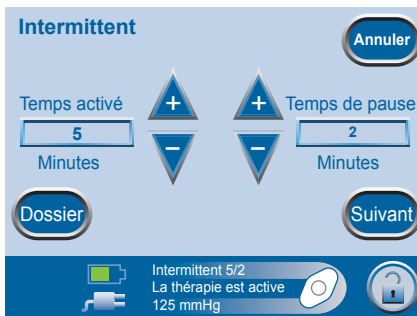 Intermittent
Annuler
+
+
Temps activé
Temps de pause
5
2
−
−
Minutes
Minutes
Dossier
Suivant
Intermittent 5/2
La thérapie est active
125 mmHg